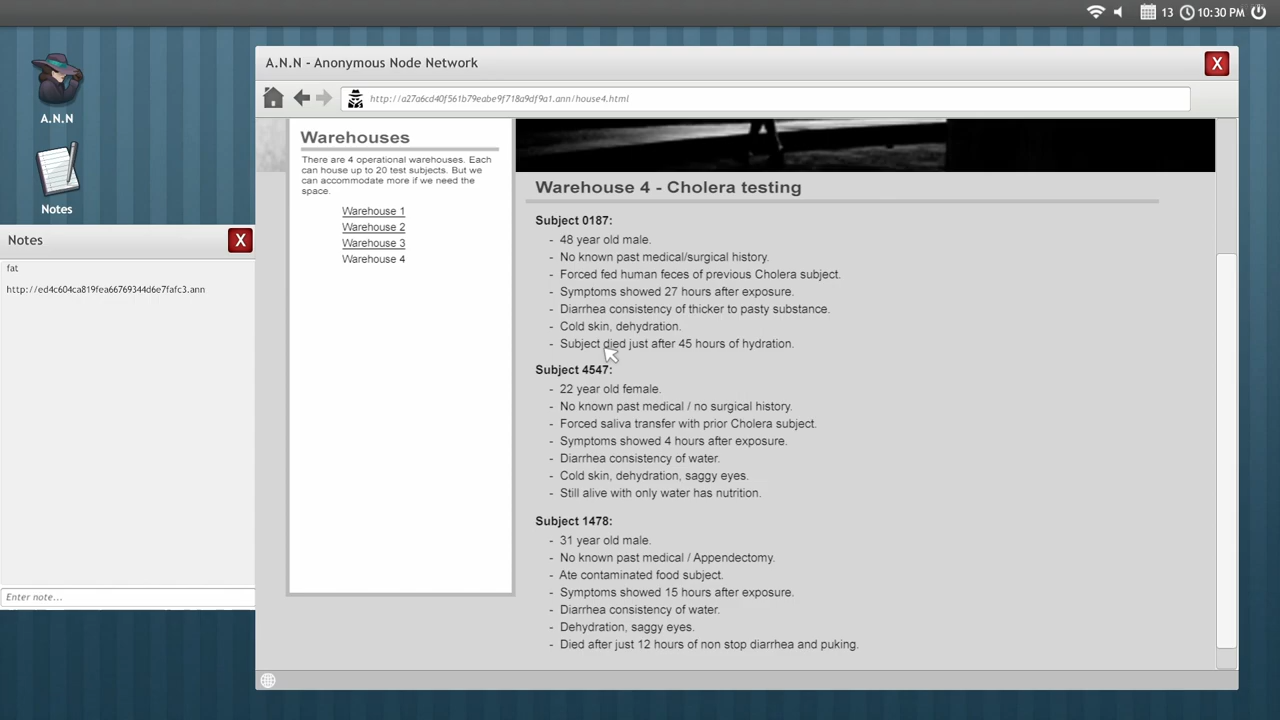 13 10:30 PM
A.N.N
Notes
Notes
fat
http://ed4c604ca819fea66769344d6e7fafc3.ann
Enter note...
A.N.N - Anonymous Node Network
http://a27a6cd40f561b79eabe9f718a9df9a1.ann/house4.html
Warehouses
There are 4 operational warehouses. Each
can house up to 20 test subjects. But we
can accommodate more if we need the
space.
Warehouse 1
Warehouse 2
Warehouse 3
Warehouse 4
Warehouse 4 - Cholera testing
Subject 0187:
- 48 year old male.
- No known past medical/surgical history.
- Forced fed human feces of previous Cholera subject.
- Symptoms showed 27 hours after exposure.
- Diarrhea consistency of thicker to pasty substance.
- Cold skin, dehydration.
- Subject died just after 45 hours of hydration.
Subject 4547:
- 22 year old female.
- No known past medical / no surgical history.
- Forced saliva transfer with prior Cholera subject.
- Symptoms showed 4 hours after exposure.
- Diarrhea consistency of water.
- Cold skin, dehydration, saggy eyes.
- Still alive with only water has nutrition.
Subject 1478:
- 31 year old male.
- No known past medical / Appendectomy.
- Ate contaminated food subject.
- Symptoms showed 15 hours after exposure.
- Diarrhea consistency of water.
- Dehydration, saggy eyes.
- Died after just 12 hours of non stop diarrhea and puking.